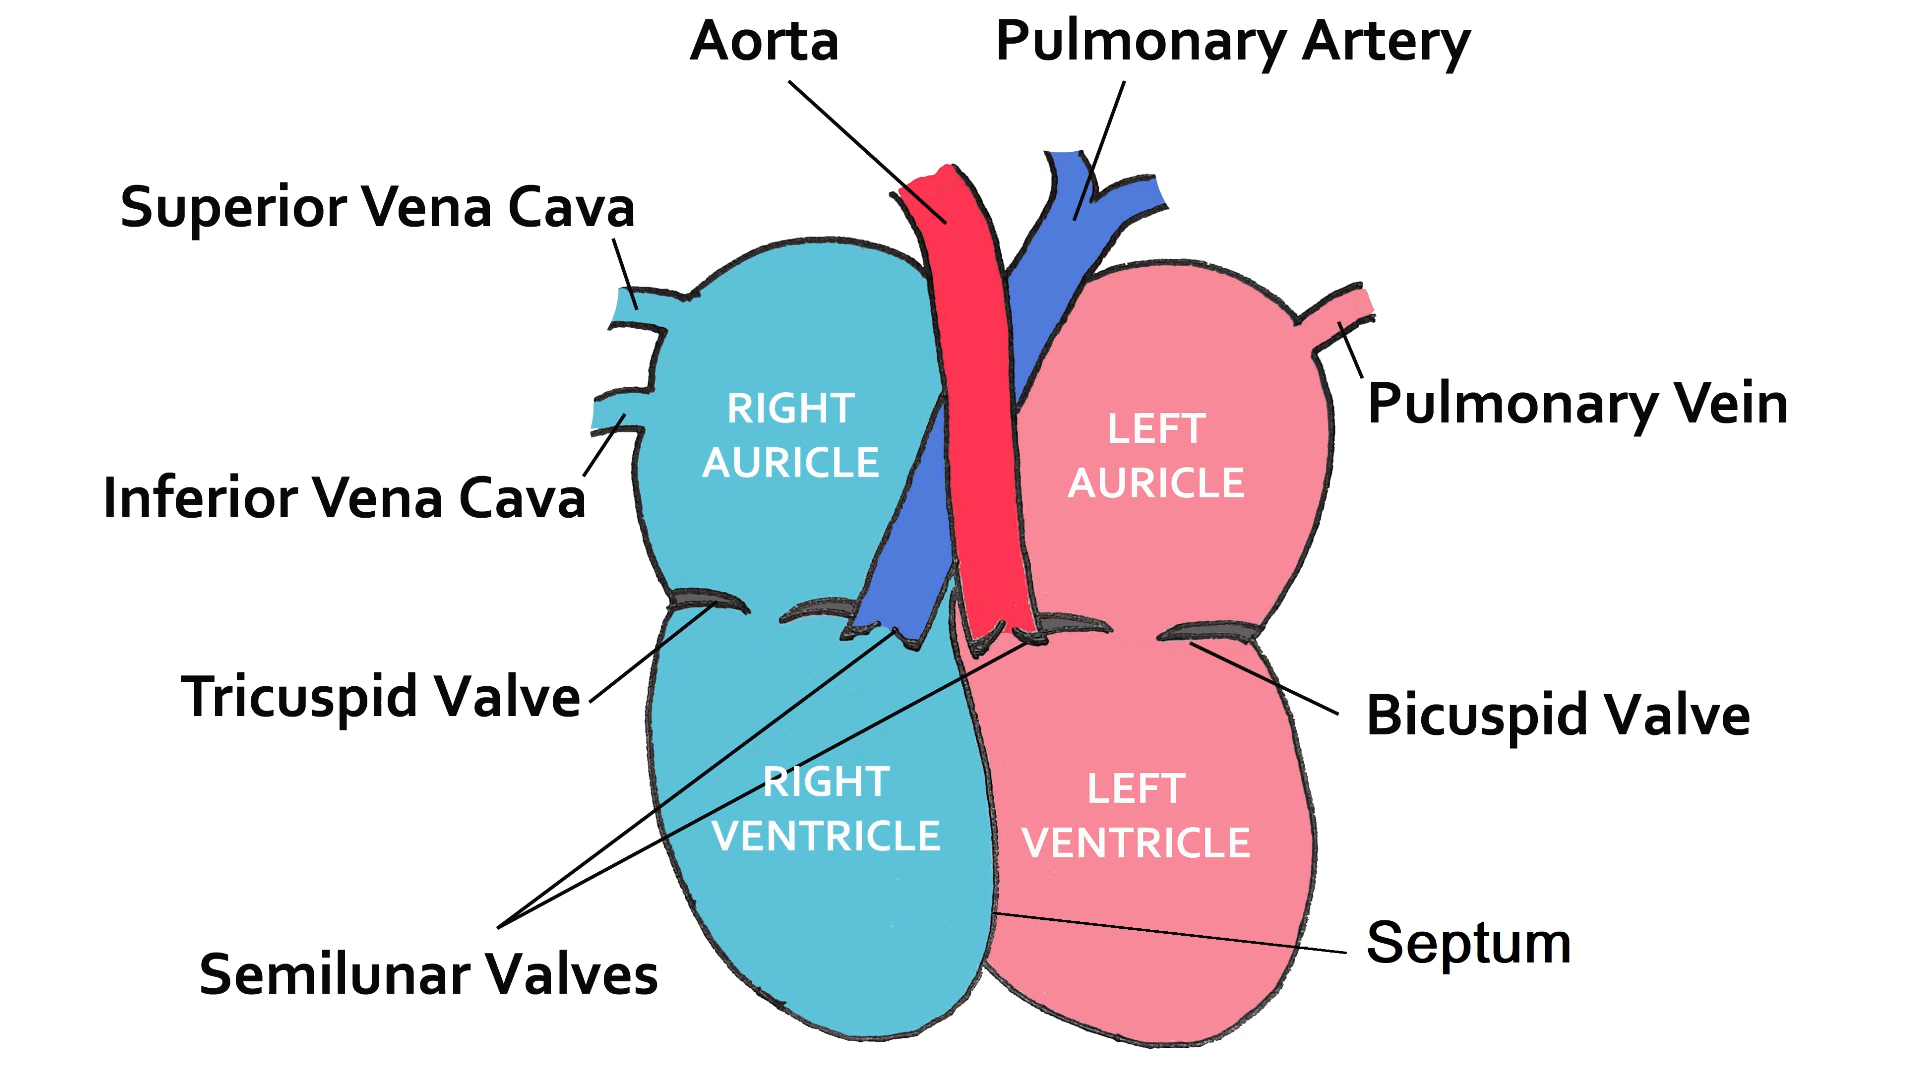 Aorta
Pulmonary Artery
Superior Vena Cava
Inferior Vena Cava
RIGHT
AURICLE
LEFT
AURICLE
Pulmonary Vein
Tricuspid Valve
Bicuspid Valve
RIGHT
VENTRICLE
LEFT
VENTRICLE
Semilunar Valves
Septum